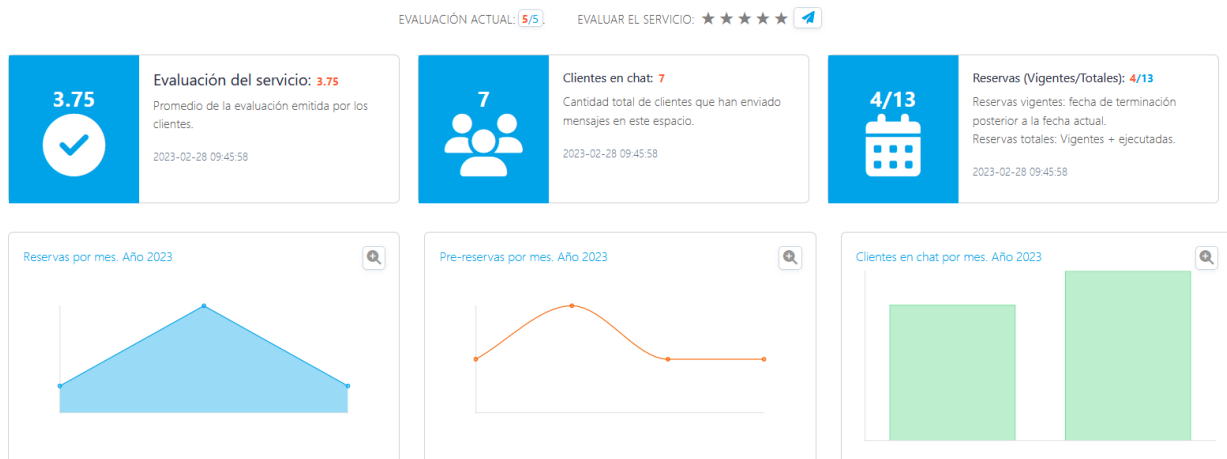 EVALUACIÓN ACTUAL: 5/5 . EVALUAR EL SERVICIO:
3.75
Evaluación del servicio: 3.75
Promedio de la evaluación emitida por los
clientes.
2023-02-28 09:45:58
7
Clientes en chat: 7
Cantidad total de clientes que han enviado
mensajes en este espacio.
2023-02-28 09:45:58
4/13
Reservas (Vigentes/Totales): 4/13
Reservas vigentes: fecha de terminación
posterior a la fecha actual.
Reservas totales: Vigentes + ejecutadas.
2023-02-28 09:45:58
Reservas por mes. Año 2023
Pre-reservas por mes. Año 2023
Clientes en chat por mes. Año 2023